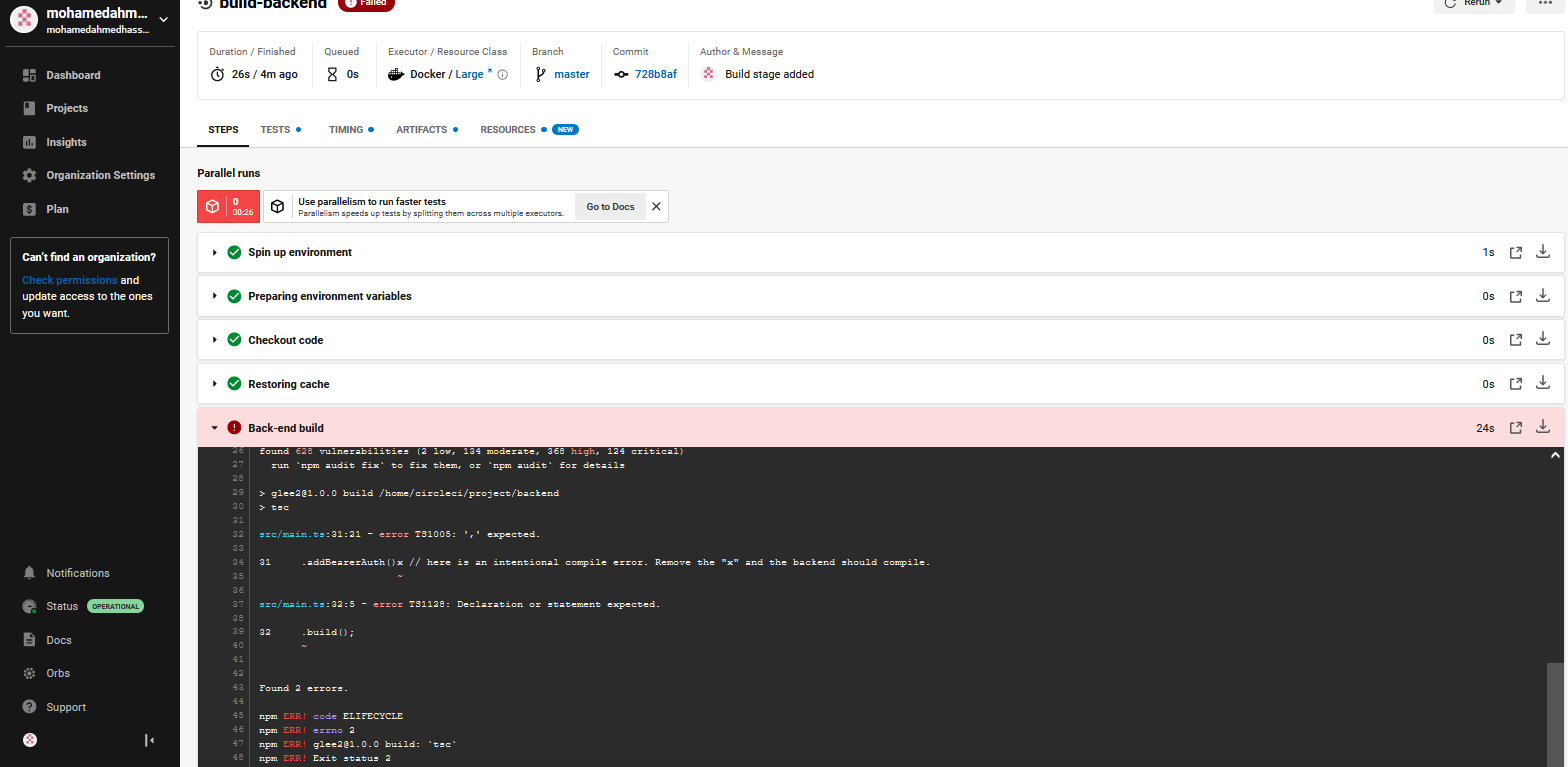 mohamedahm...
mohamedahmedhass...
Dashboard
Projects
Insights
Organization Settings
Plan
Can't find an organization?
Check permissions and
update access to the ones
you want.
Notifications
Status OPERATIONAL
Docs
Orbs
Support
build-backend Failed
Rerun
Duration / Finished
26s / 4m ago
Queued
0s
Executor / Resource Class
Docker / Large
Branch
master
Commit
728b8af
Author & Message
Build stage added
STEPS TESTS TIMING ARTIFACTS RESOURCES NEW
Parallel runs
0
00:26
Use parallelism to run faster tests
Parallelism speeds up tests by splitting them across multiple executors.
Go to Docs
Spin up environment 1s
Preparing environment variables 0s
Checkout code 0s
Restoring cache 0s
Back-end build 24s
26 found 628 vulnerabilities (2 low, 134 moderate, 368 high, 124 critical)
27 run `npm audit fix` to fix them, or `npm audit` for details
28
29 > glee2@1.0.0 build /home/circleci/project/backend
30 > tsc
31
32 src/main.ts:31:21 - error TS1005: ',' expected.
33
34 31 .addBearerAuth()x // here is an intentional compile error. Remove the "x" and the backend should compile.
35 ~
36
37 src/main.ts:32:5 - error TS1128: Declaration or statement expected.
38
39 32 .build();
40 ~
41
42
43 Found 2 errors.
44
45 npm ERR! code ELIFECYCLE
46 npm ERR! errno 2
47 npm ERR! glee2@1.0.0 build: `tsc`
48 npm ERR! Exit status 2